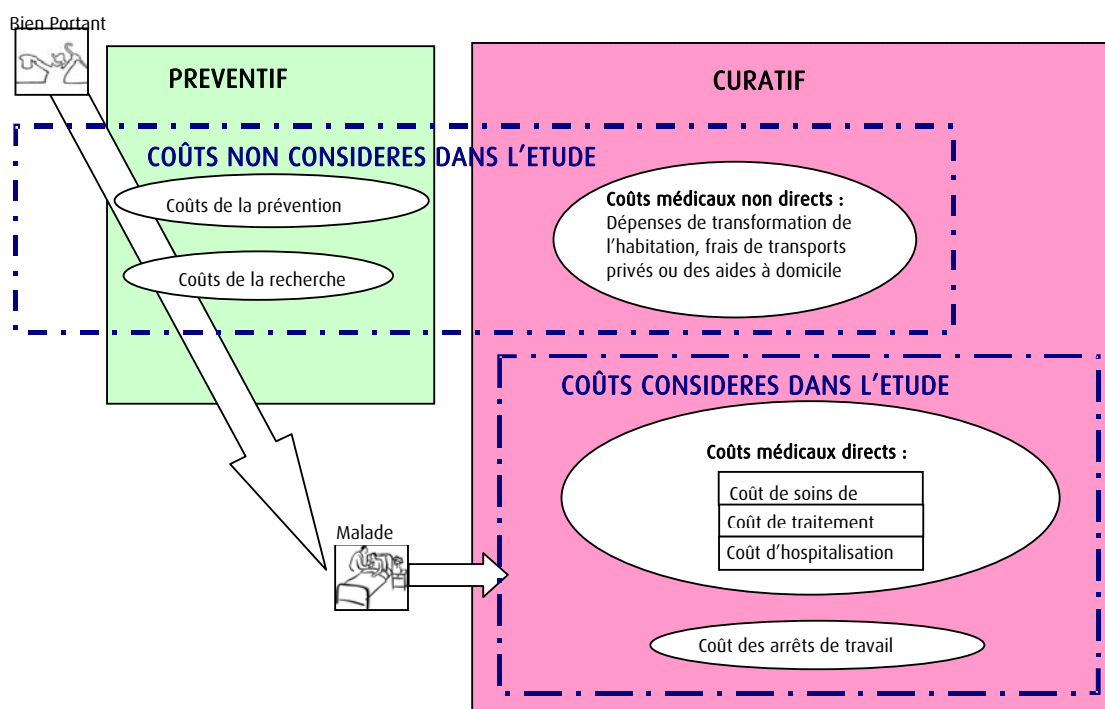 Bien Portant
PREVENTIF
CURATIF
COÛTS NON CONSIDERES DANS L'ETUDE
Coûts de la prévention
Coûts de la recherche
Coûts médicaux non directs :
Dépenses de transformation de
l'habitation, frais de transports
privés ou des aides à domicile
COÛTS CONSIDERES DANS L'ETUDE
Coûts médicaux directs :
Coût de soins de
Coût de traitement
Coût d'hospitalisation
Malade
Coût des arrêts de travail